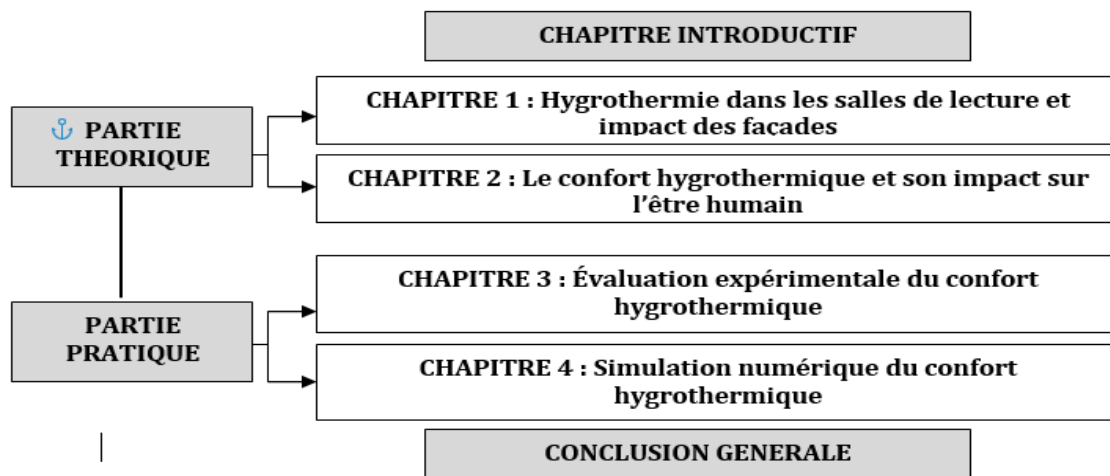 CHAPITRE INTRODUCTIF
CHAPITRE 1 : Hygrothermie dans les salles de lecture et
impact des façades
PARTIE
THEORIQUE
CHAPITRE 2 : Le confort hygrothermique et son impact sur
l’être humain
CHAPITRE 3 : Évaluation expérimentale du confort
hygrothermique
PARTIE
PRATIQUE
CHAPITRE 4 : Simulation numérique du confort
hygrothermique
CONCLUSION GENERALE